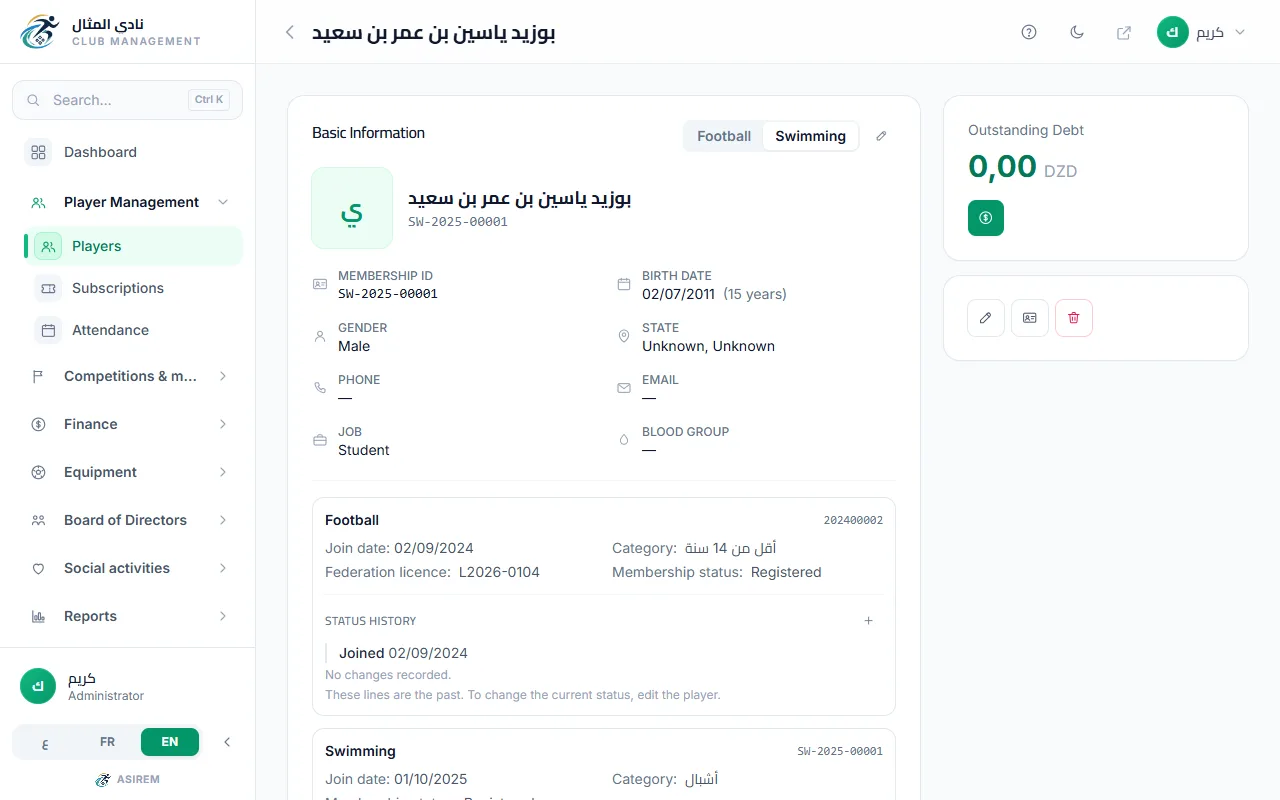 نادي المثال
CLUB MANAGEMENT
Search...
Ctrl K
Dashboard
Player Management
Players
Subscriptions
Attendance
Competitions & m...
Finance
Equipment
Board of Directors
Social activities
Reports
ك
كريم
Administrator
ع
FR
EN
ASIREM
بوزيد ياسين بن عمر بن سعيد
ك
كريم
Basic Information
Football
Swimming
ي
بوزيد ياسين بن عمر بن سعيد
SW-2025-00001
MEMBERSHIP ID
SW-2025-00001
BIRTH DATE
02/07/2011 (15 years)
GENDER
Male
STATE
Unknown, Unknown
PHONE
—
EMAIL
—
JOB
Student
BLOOD GROUP
—
Football
202400002
Join date: 02/09/2024
Category: أقل من 14 سنة
Federation licence: L2026-0104
Membership status: Registered
STATUS HISTORY
Joined 02/09/2024
No changes recorded.
These lines are the past. To change the current status, edit the player.
Swimming
SW-2025-00001
Join date: 01/10/2025
Category: أشبال
Outstanding Debt
0,00 DZD